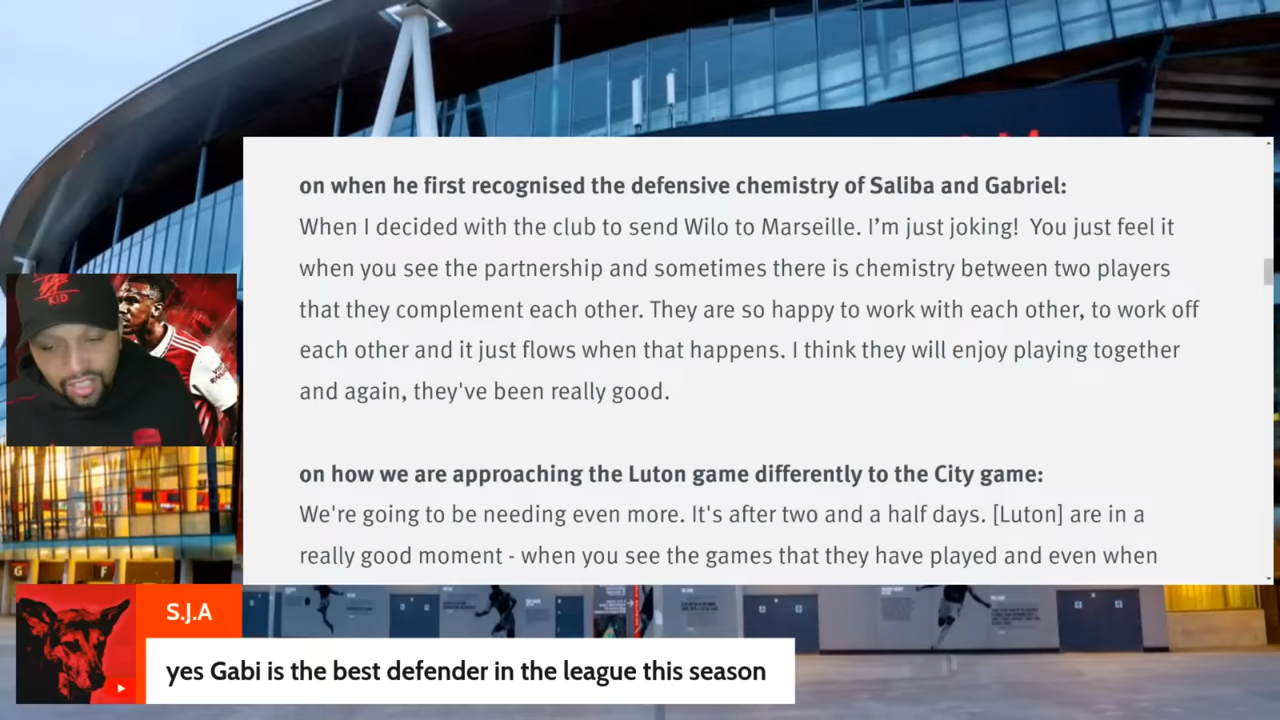 on when he first recognised the defensive chemistry of Saliba and Gabriel:
When I decided with the club to send Wilo to Marseille. I’m just joking!  You just feel it
when you see the partnership and sometimes there is chemistry between two players
that they complement each other. They are so happy to work with each other, to work off
each other and it just flows when that happens. I think they will enjoy playing together
and again, they've been really good.
on how we are approaching the Luton game differently to the City game:
We're going to be needing even more. It's after two and a half days. [Luton] are in a
really good moment - when you see the games that they have played and even when
KID
G
F
S.J.A
yes Gabi is the best defender in the league this season